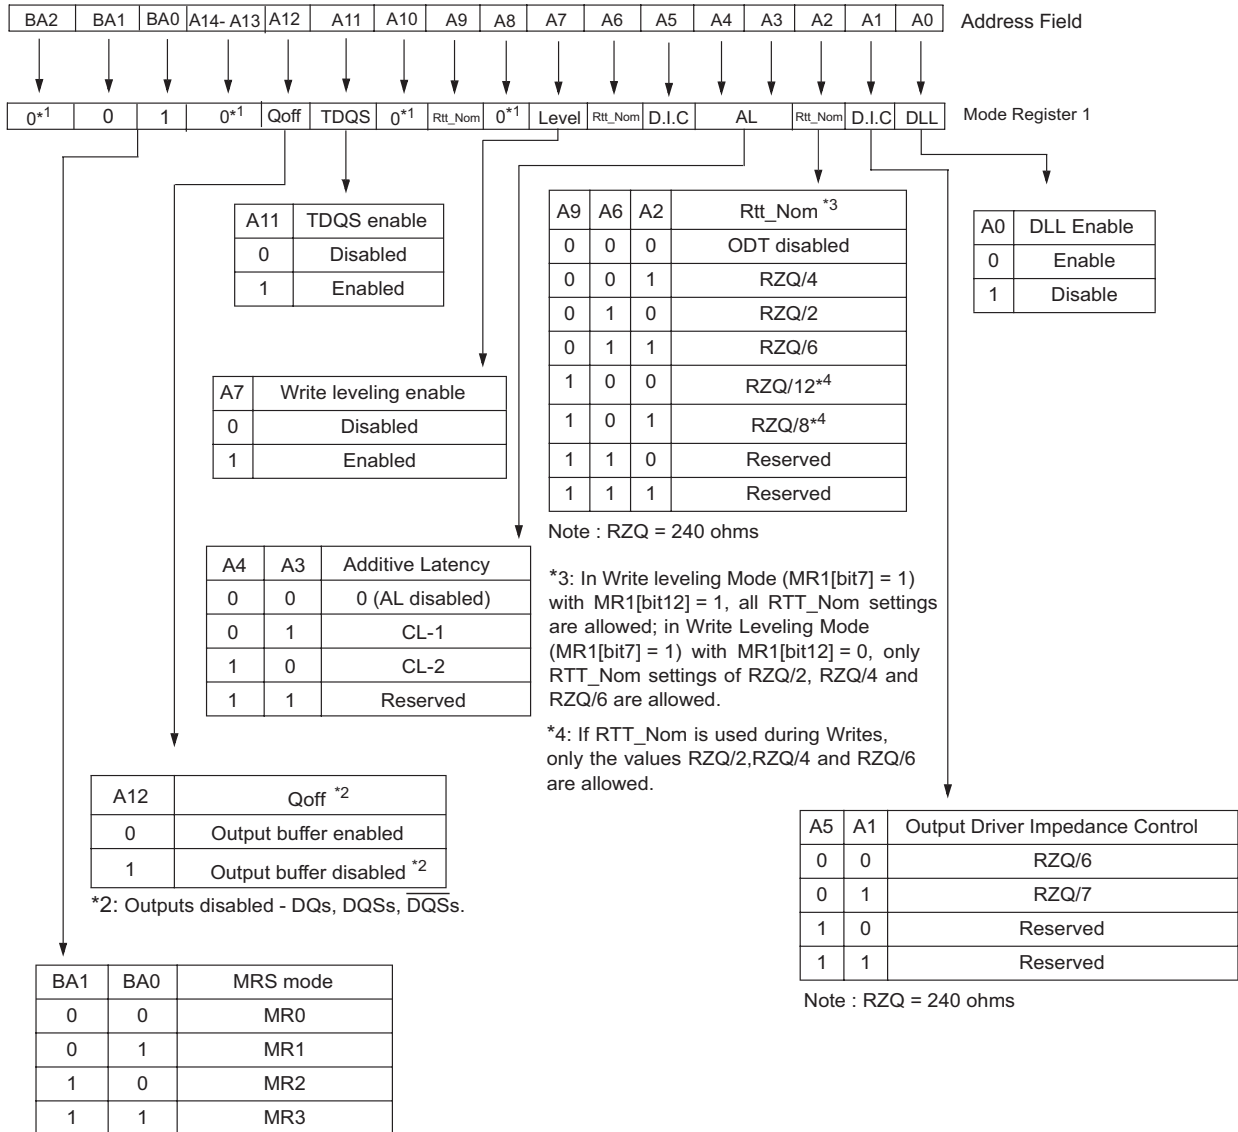 BA2 BA1 BA0 A14- A13 A12 A11 A10 A9 A8 A7 A6 A5 A4 A3 A2 A1 A0 Address Field
0*1 0 1 0*1 Qoff TDQS 0*1 Rtt_Nom 0*1 Level Rtt_Nom D.I.C AL Rtt_Nom D.I.C DLL Mode Register 1
A11 TDQS enable
0 Disabled
1 Enabled
A9 A6 A2 Rtt_Nom *3
0 0 0 ODT disabled
0 0 1 RZQ/4
0 1 0 RZQ/2
0 1 1 RZQ/6
1 0 0 RZQ/12*4
1 0 1 RZQ/8*4
1 1 0 Reserved
1 1 1 Reserved
Note : RZQ = 240 ohms
*3: In Write leveling Mode (MR1[bit7] = 1)
with MR1[bit12] = 1, all RTT_Nom settings
are allowed; in Write Leveling Mode
(MR1[bit7] = 1) with MR1[bit12] = 0, only
RTT_Nom settings of RZQ/2, RZQ/4 and
RZQ/6 are allowed.
*4: If RTT_Nom is used during Writes,
only the values RZQ/2,RZQ/4 and RZQ/6
are allowed.
A0 DLL Enable
0 Enable
1 Disable
A7 Write leveling enable
0 Disabled
1 Enabled
A4 A3 Additive Latency
0 0 0 (AL disabled)
0 1 CL-1
1 0 CL-2
1 1 Reserved
A12 Qoff *2
0 Output buffer enabled
1 Output buffer disabled *2
*2: Outputs disabled - DQs, DQSs, DQSs.
A5 A1 Output Driver Impedance Control
0 0 RZQ/6
0 1 RZQ/7
1 0 Reserved
1 1 Reserved
Note : RZQ = 240 ohms
BA1 BA0 MRS mode
0 0 MR0
0 1 MR1
1 0 MR2
1 1 MR3